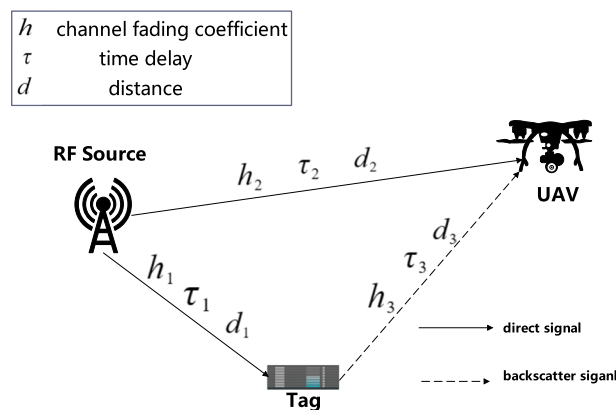 h channel fading coefficient
τ time delay
d distance
RF Source
UAV
h₂ τ₂ d₂
h₁ τ₁ d₁
h₃ τ₃ d₃
direct signal
backscatter siganl
Tag